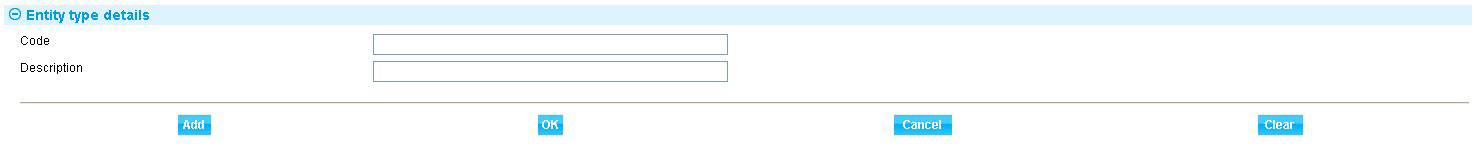 Entity type details
Code
Description
Add OK Cancel Clear